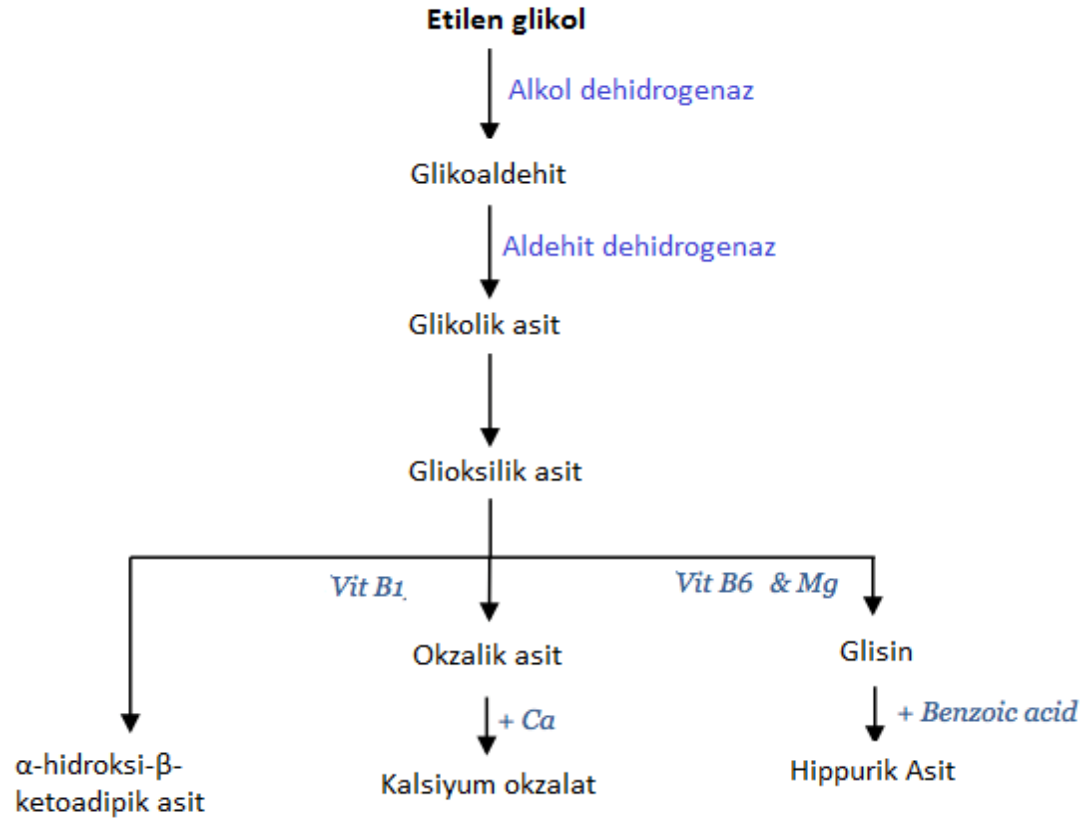 Etilen glikol
Alkol dehidrogenaz
Glikoaldehit
Aldehit dehidrogenaz
Glikolik asit
Glioksilik asit
Vit B1
Vit B6 & Mg
Okzalik asit
Glisin
+ Ca
+ Benzoic acid
α-hidroksi-β-
ketoadipik asit
Kalsiyum okzalat
Hippurik Asit